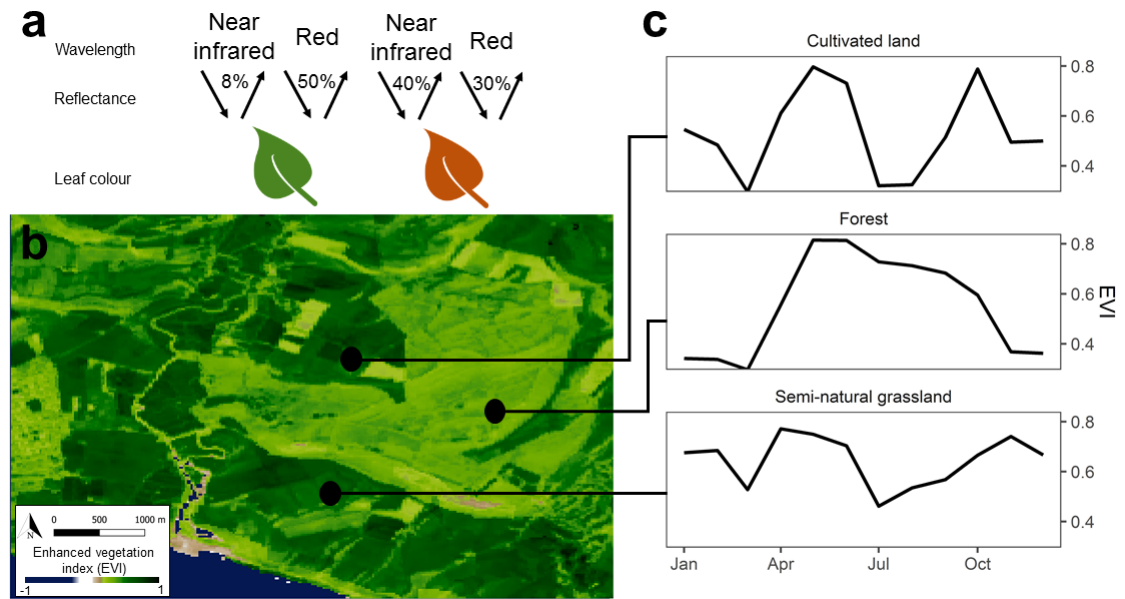 a
Wavelength
Near
infrared
Red
Near
infrared
Red
Reflectance
8%
50%
40%
30%
Leaf colour
b
N
0 500 1000 m
Enhanced vegetation
index (EVI)
-1 1
c
Cultivated land
0.8
0.6
0.4
Forest
0.8
0.6
0.4
EVI
Semi-natural grassland
0.8
0.6
0.4
Jan Apr Jul Oct